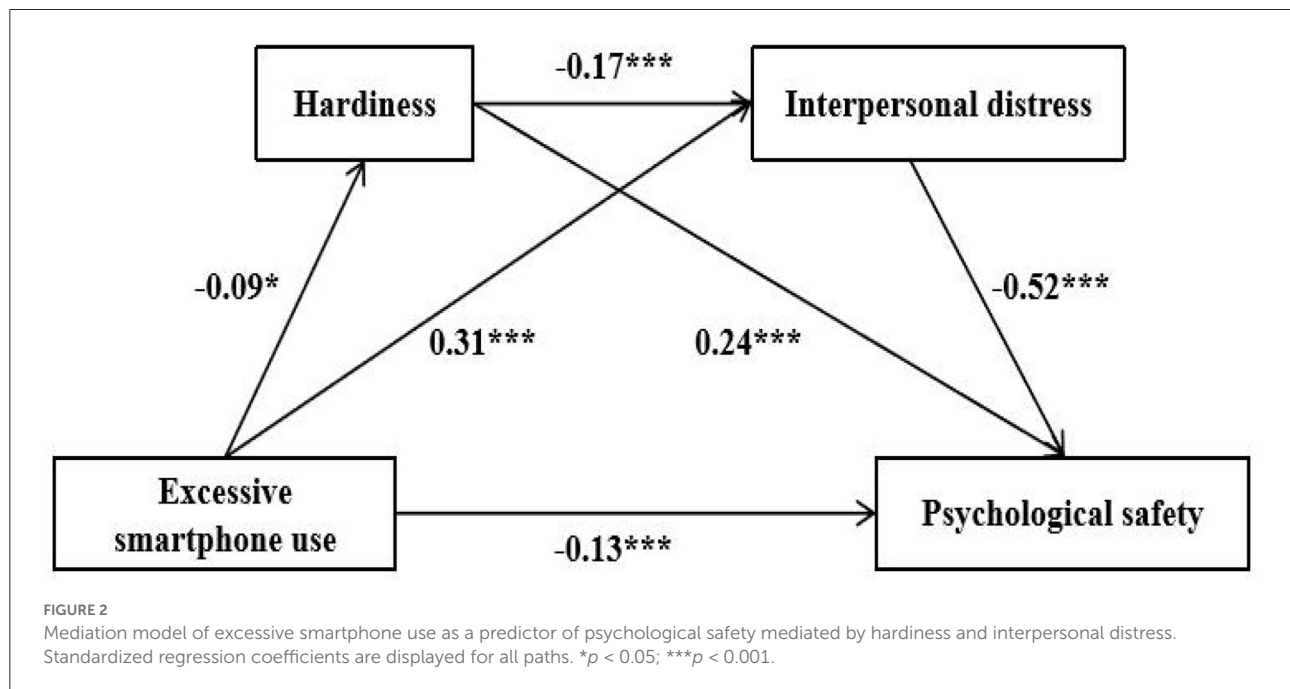 -0.17***
Hardiness
Interpersonal distress
-0.09*
0.31***
0.24***
-0.52***
Excessive
smartphone use
-0.13***
Psychological safety
FIGURE 2
Mediation model of excessive smartphone use as a predictor of psychological safety mediated by hardiness and interpersonal distress.
Standardized regression coefficients are displayed for all paths. *p < 0.05; ***p < 0.001.